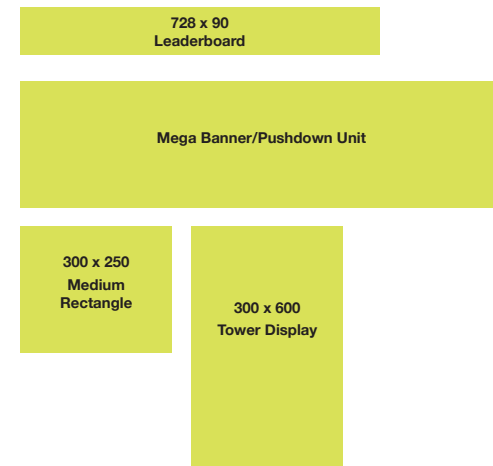 728 x 90
Leaderboard
Mega Banner/Pushdown Unit
300 x 250
Medium
Rectangle
300 x 600
Tower Display